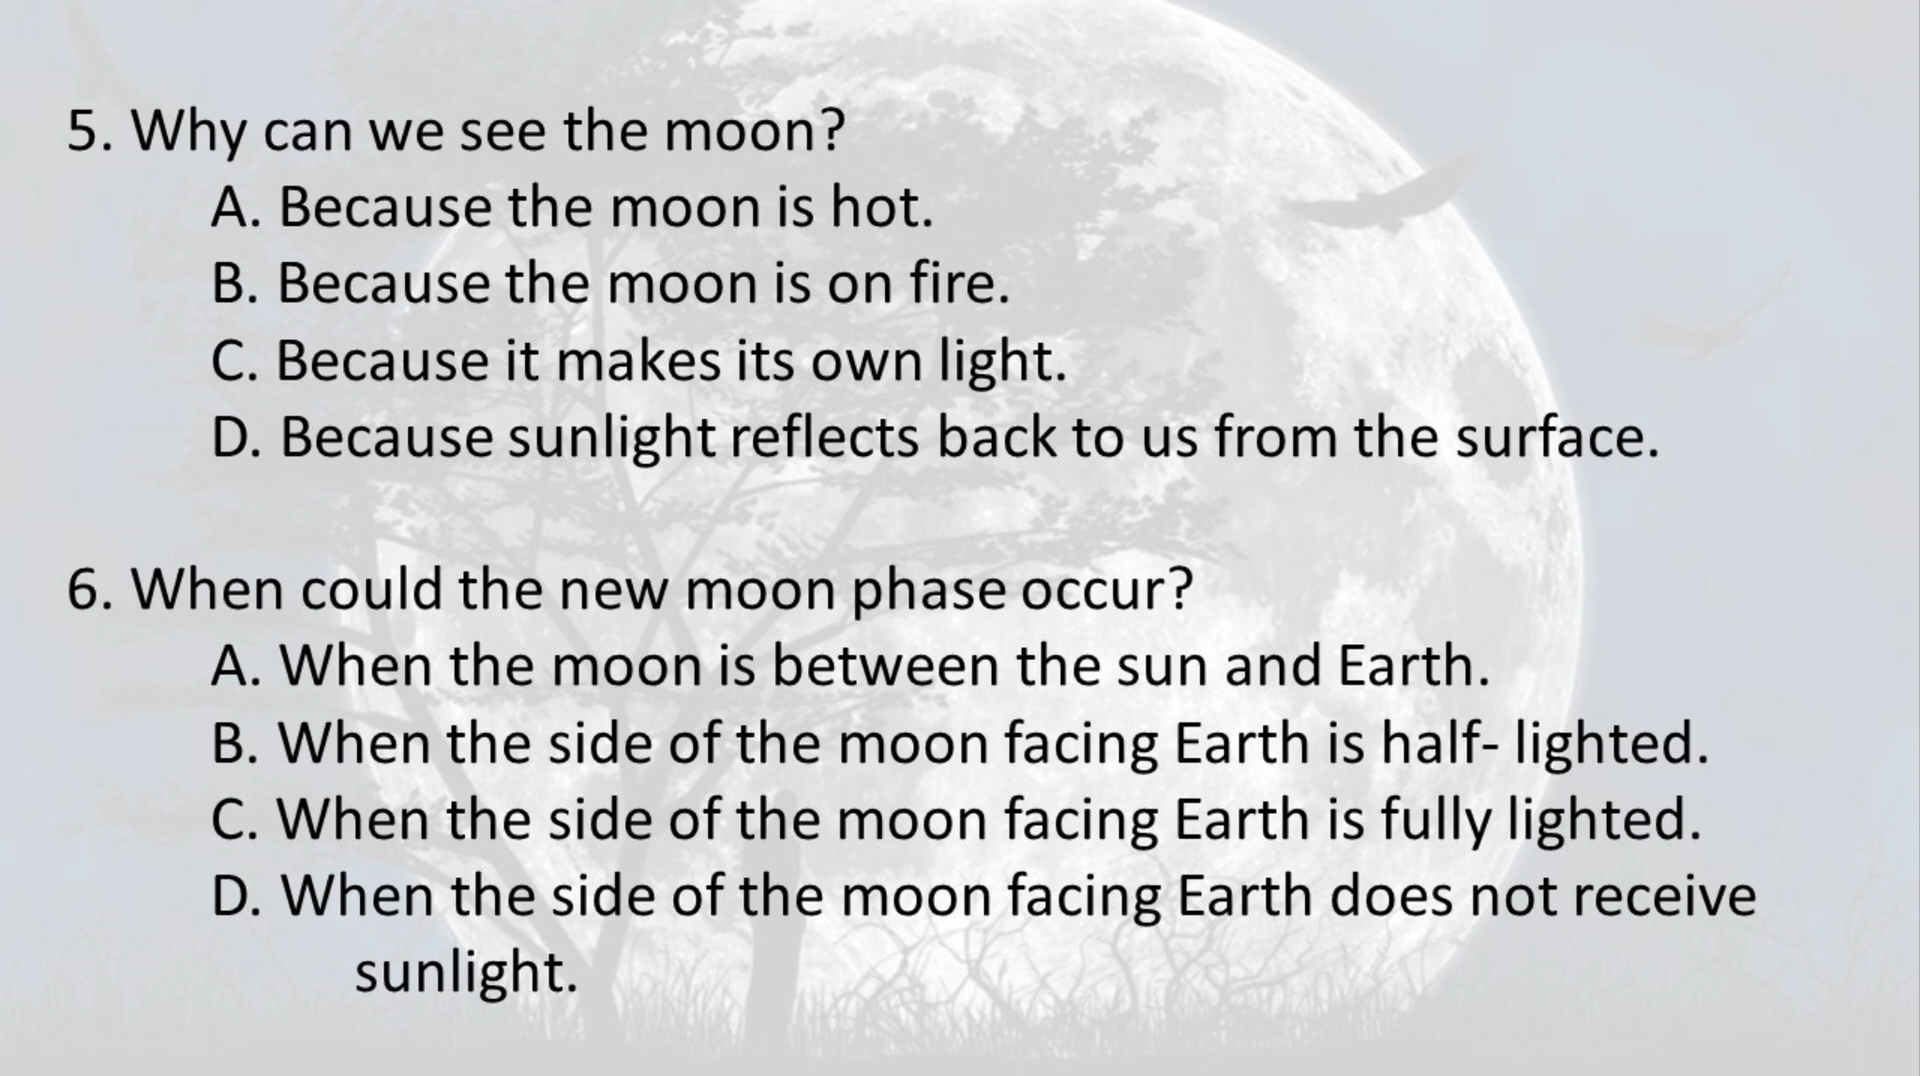 5. Why can we see the moon?
A. Because the moon is hot.
B. Because the moon is on fire.
C. Because it makes its own light.
D. Because sunlight reflects back to us from the surface.
6. When could the new moon phase occur?
A. When the moon is between the sun and Earth.
B. When the side of the moon facing Earth is half- lighted.
C. When the side of the moon facing Earth is fully lighted.
D. When the side of the moon facing Earth does not receive
sunlight.